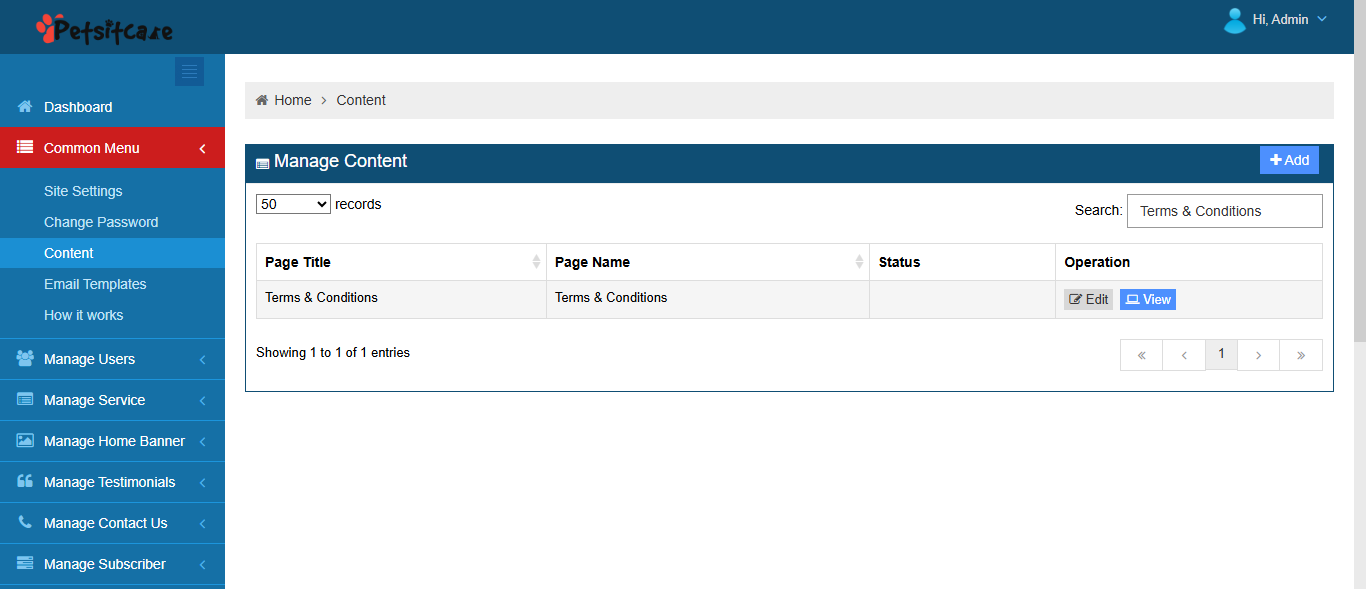 Petsitcare
Hi, Admin
Dashboard
Common Menu
Site Settings
Change Password
Content
Email Templates
How it works
Manage Users
Manage Service
Manage Home Banner
Manage Testimonials
Manage Contact Us
Manage Subscriber
Home > Content
Manage Content
+ Add
50 records
Search: Terms & Conditions
Page Title Page Name Status Operation
Terms & Conditions Terms & Conditions Edit View
Showing 1 to 1 of 1 entries
« ‹ 1 › »